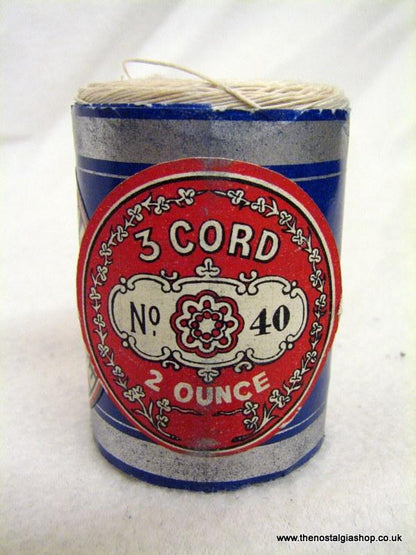 3 CORD
No. 40
2 OUNCE
www.thenostalgiashop.co.uk